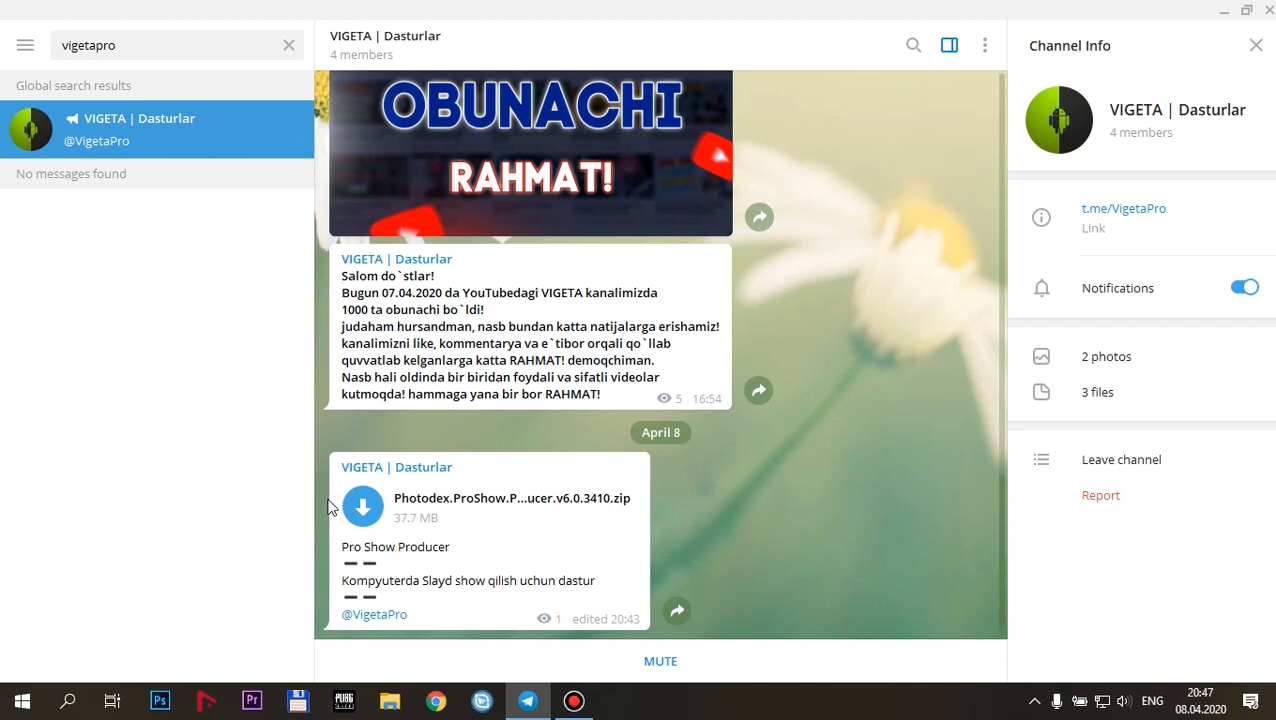 vigetapro
Global search results
VIGETA | Dasturlar
@VigetaPro
No messages found
VIGETA | Dasturlar
4 members
OBUNACHI
RAHMAT!
VIGETA | Dasturlar
Salom do`stlar!
Bugun 07.04.2020 da YouTubedagi VIGETA kanalimizda
1000 ta obunachi bo`ldi!
judaham hursandman, nasb bundan katta natijalarga erishamiz!
kanalimizni like, kommentarya va e`tibor orqali qo`llab
quvvatlab kelganlarga katta RAHMAT! demoqchiman.
Nasb hali oldinda bir biridan foydali va sifatli videolar
kutmoqda! hammaga yana bir bor RAHMAT!
5 16:54
April 8
VIGETA | Dasturlar
Photodex.ProShow.P...ucer.v6.0.3410.zip
37.7 MB
Pro Show Producer
Kompyuterda Slayd show qilish uchun dastur
@VigetaPro
1 edited 20:43
MUTE
Channel Info
VIGETA | Dasturlar
4 members
t.me/VigetaPro
Link
Notifications
2 photos
3 files
Leave channel
Report
Ps
Pr
PUBG
ENG
20:47
08.04.2020